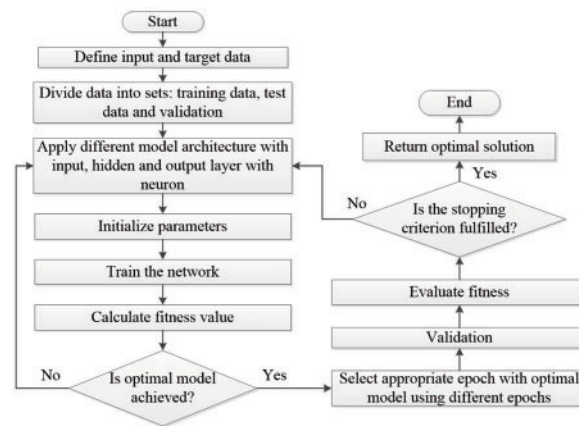 Start
Define input and target data
Divide data into sets: training data, test
data and validation
Apply different model architecture with
input, hidden and output layer with
neuron
Initialize parameters
Train the network
Calculate fitness value
Is optimal model
achieved?
No
Yes
Select appropriate epoch with optimal
model using different epochs
Validation
Evaluate fitness
Is the stopping
criterion fulfilled?
No
Yes
Return optimal solution
End